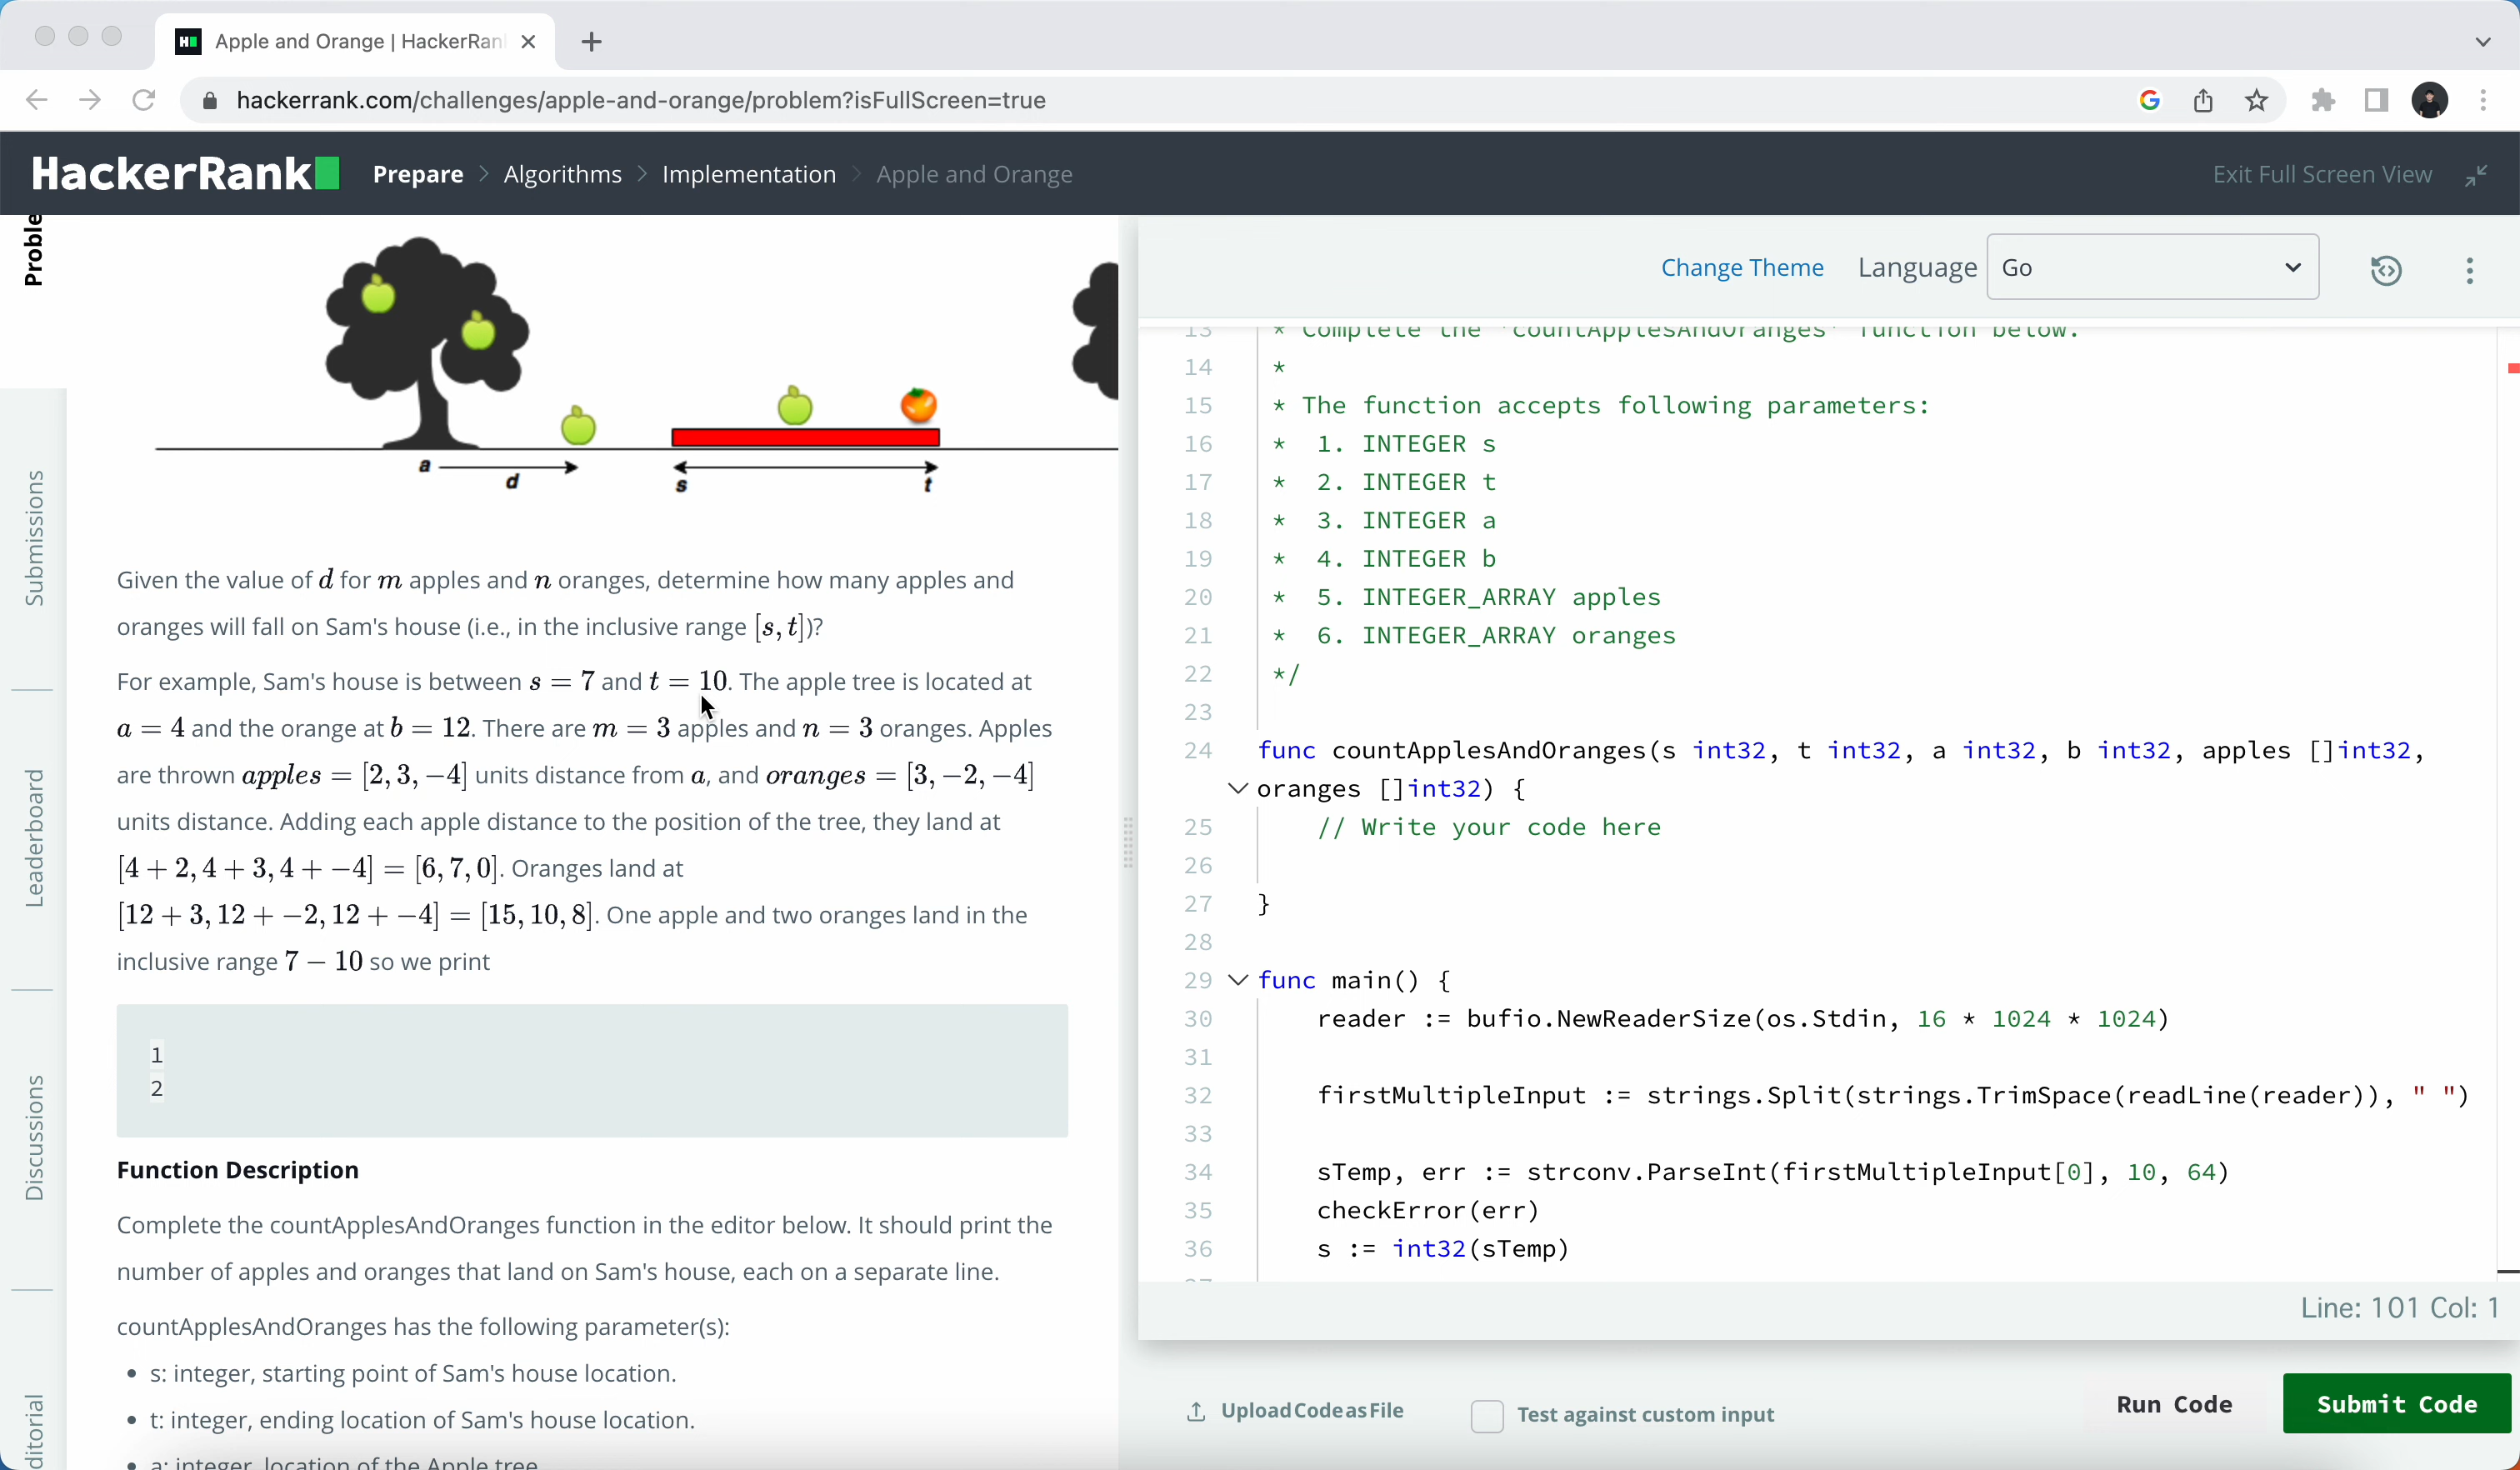 Apple and Orange | HackerRan
hackerrank.com/challenges/apple-and-orange/problem?isFullScreen=true
HackerRank
Prepare > Algorithms > Implementation > Apple and Orange
Exit Full Screen View
Proble
Submissions
Leaderboard
Discussions
ditorial
a
d
s
t
Given the value of d for m apples and n oranges, determine how many apples and
oranges will fall on Sam's house (i.e., in the inclusive range [s, t])?
For example, Sam's house is between s = 7 and t = 10. The apple tree is located at
a = 4 and the orange at b = 12. There are m = 3 apples and n = 3 oranges. Apples
are thrown apples = [2, 3, −4] units distance from a, and oranges = [3, −2, −4]
units distance. Adding each apple distance to the position of the tree, they land at
[4 + 2, 4 + 3, 4 + −4] = [6, 7, 0]. Oranges land at
[12 + 3, 12 + −2, 12 + −4] = [15, 10, 8]. One apple and two oranges land in the
inclusive range 7 − 10 so we print
1
2
Function Description
Complete the countApplesAndOranges function in the editor below. It should print the
number of apples and oranges that land on Sam's house, each on a separate line.
countApplesAndOranges has the following parameter(s):
• s: integer, starting point of Sam's house location.
• t: integer, ending location of Sam's house location.
• a: integer, location of the Apple tree.
Change Theme Language Go
13 * Complete the 'countApplesAndOranges' function below.
14 *
15 * The function accepts following parameters:
16 *  1. INTEGER s
17 *  2. INTEGER t
18 *  3. INTEGER a
19 *  4. INTEGER b
20 *  5. INTEGER_ARRAY apples
21 *  6. INTEGER_ARRAY oranges
22 */
23
24 func countApplesAndOranges(s int32, t int32, a int32, b int32, apples []int32,
oranges []int32) {
25 // Write your code here
26
27 }
28
29 func main() {
30 reader := bufio.NewReaderSize(os.Stdin, 16 * 1024 * 1024)
31
32 firstMultipleInput := strings.Split(strings.TrimSpace(readLine(reader)), " ")
33
34 sTemp, err := strconv.ParseInt(firstMultipleInput[0], 10, 64)
35 checkError(err)
36 s := int32(sTemp)
Line: 101 Col: 1
Upload Code as File
Test against custom input
Run Code
Submit Code